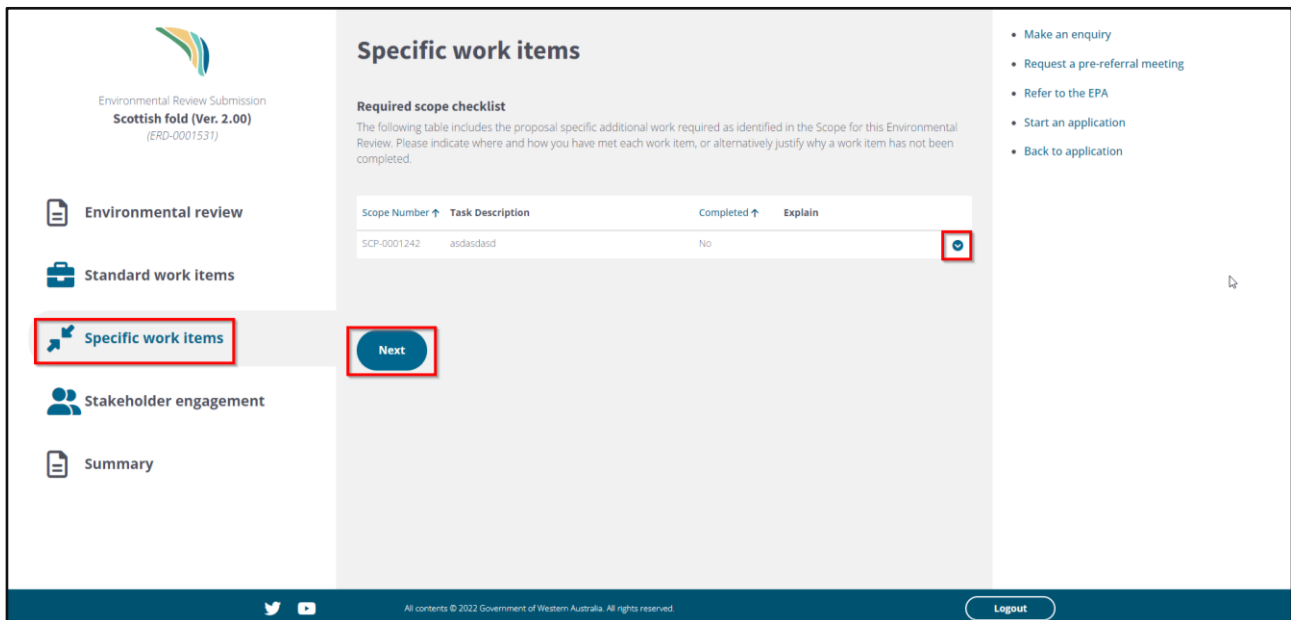 Environmental Review Submission
Scottish fold (Ver. 2.00)
(ERD-0001531)
Environmental review
Standard work items
Specific work items
Stakeholder engagement
Summary
Specific work items
Required scope checklist
The following table includes the proposal specific additional work required as identified in the Scope for this Environmental
Review. Please indicate where and how you have met each work item, or alternatively justify why a work item has not been
completed.
Scope Number Task Description Completed Explain
SCP-0001242 asdasdasd No
Next
Make an enquiry
Request a pre-referral meeting
Refer to the EPA
Start an application
Back to application
All contents © 2022 Government of Western Australia. All rights reserved.
Logout